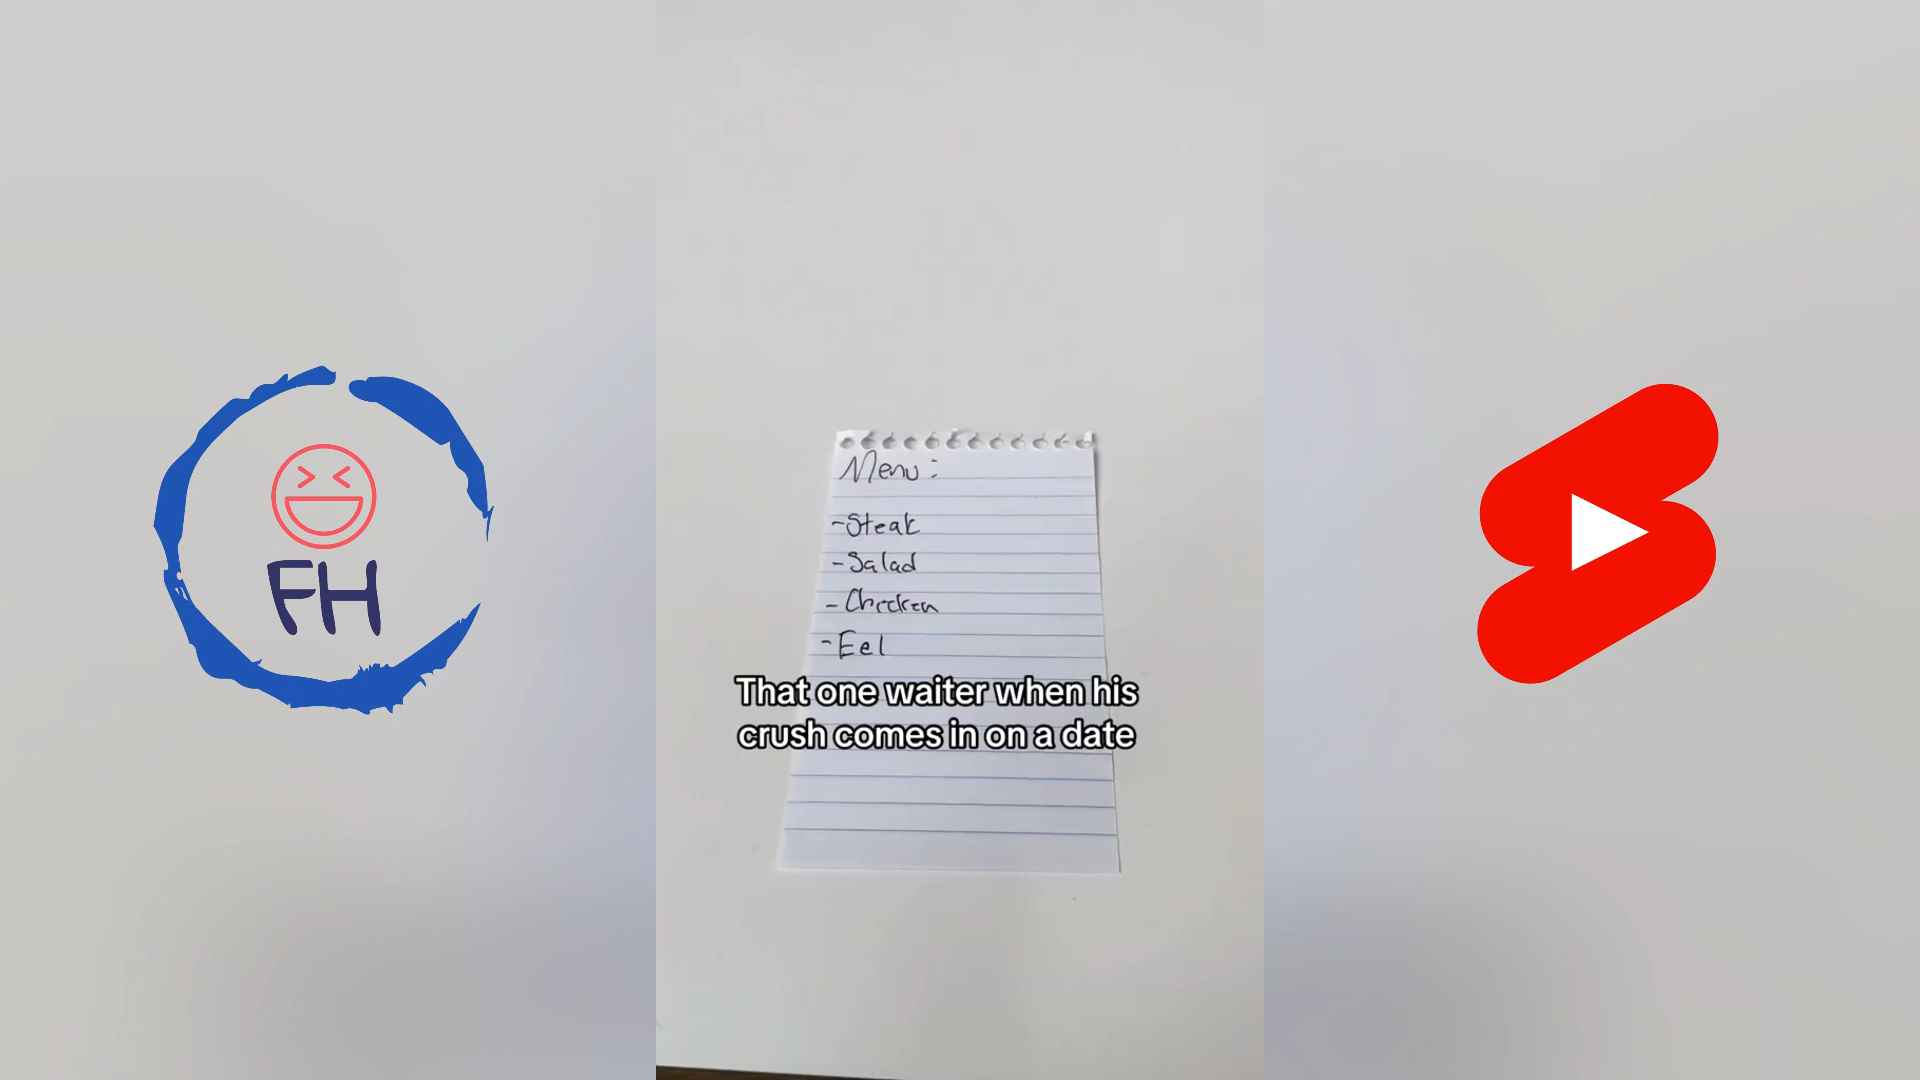 FH
Menu:
-Steak
-Salad
-Chicken
-Eel
That one waiter when his
crush comes in on a date